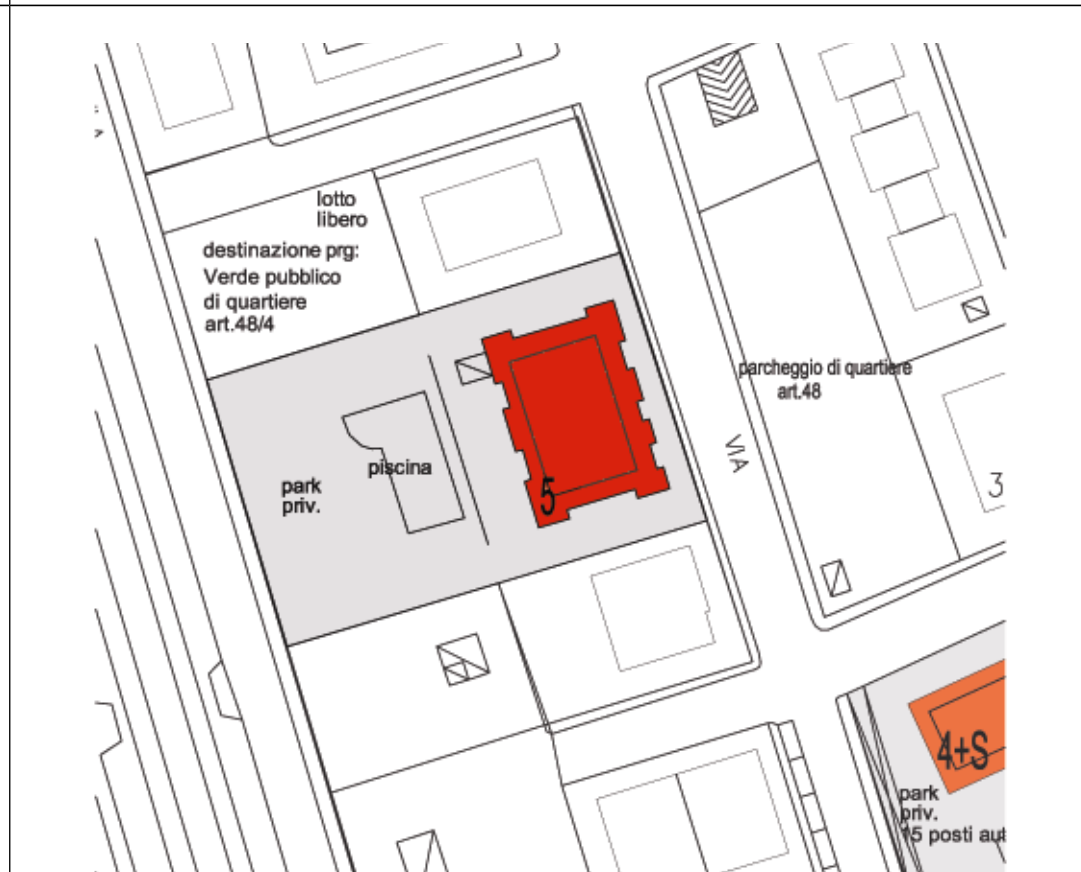 lotto
libero
destinazione prg:
Verde pubblico
di quartiere
art.48/4
parcheggio di quartiere
art.48
VIA
piscina
park
priv.
5
3
4+S
park
priv.
15 posti aut